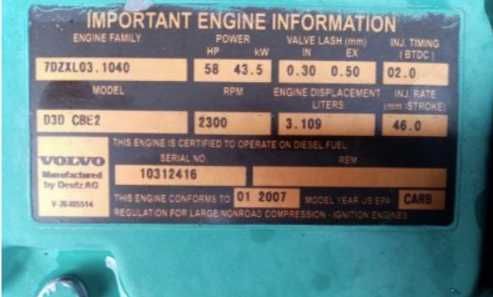 IMPORTANT ENGINE INFORMATION
ENGINE FAMILY POWER VALVE LASH (mm) INJ. TIMING
HP kW IN EX (BTDC)
7DZXL03.1040 58 43.5 0.30 0.50 02.0
MODEL RPM ENGINE DISPLACEMENT INJ. RATE
LITERS: (mm³/STROKE)
D3D CBE2 2300 3.109 46.0
THIS ENGINE IS CERTIFIED TO OPERATE ON DIESEL FUEL
VOLVO SERIAL NO. REM
Manufactured 10312416
by Deutz AG
THIS ENGINE CONFORMS TO 01 2007 MODEL YEAR US EPA CARB
REGULATION FOR LARGE NONROAD COMPRESSION - IGNITION ENGINES